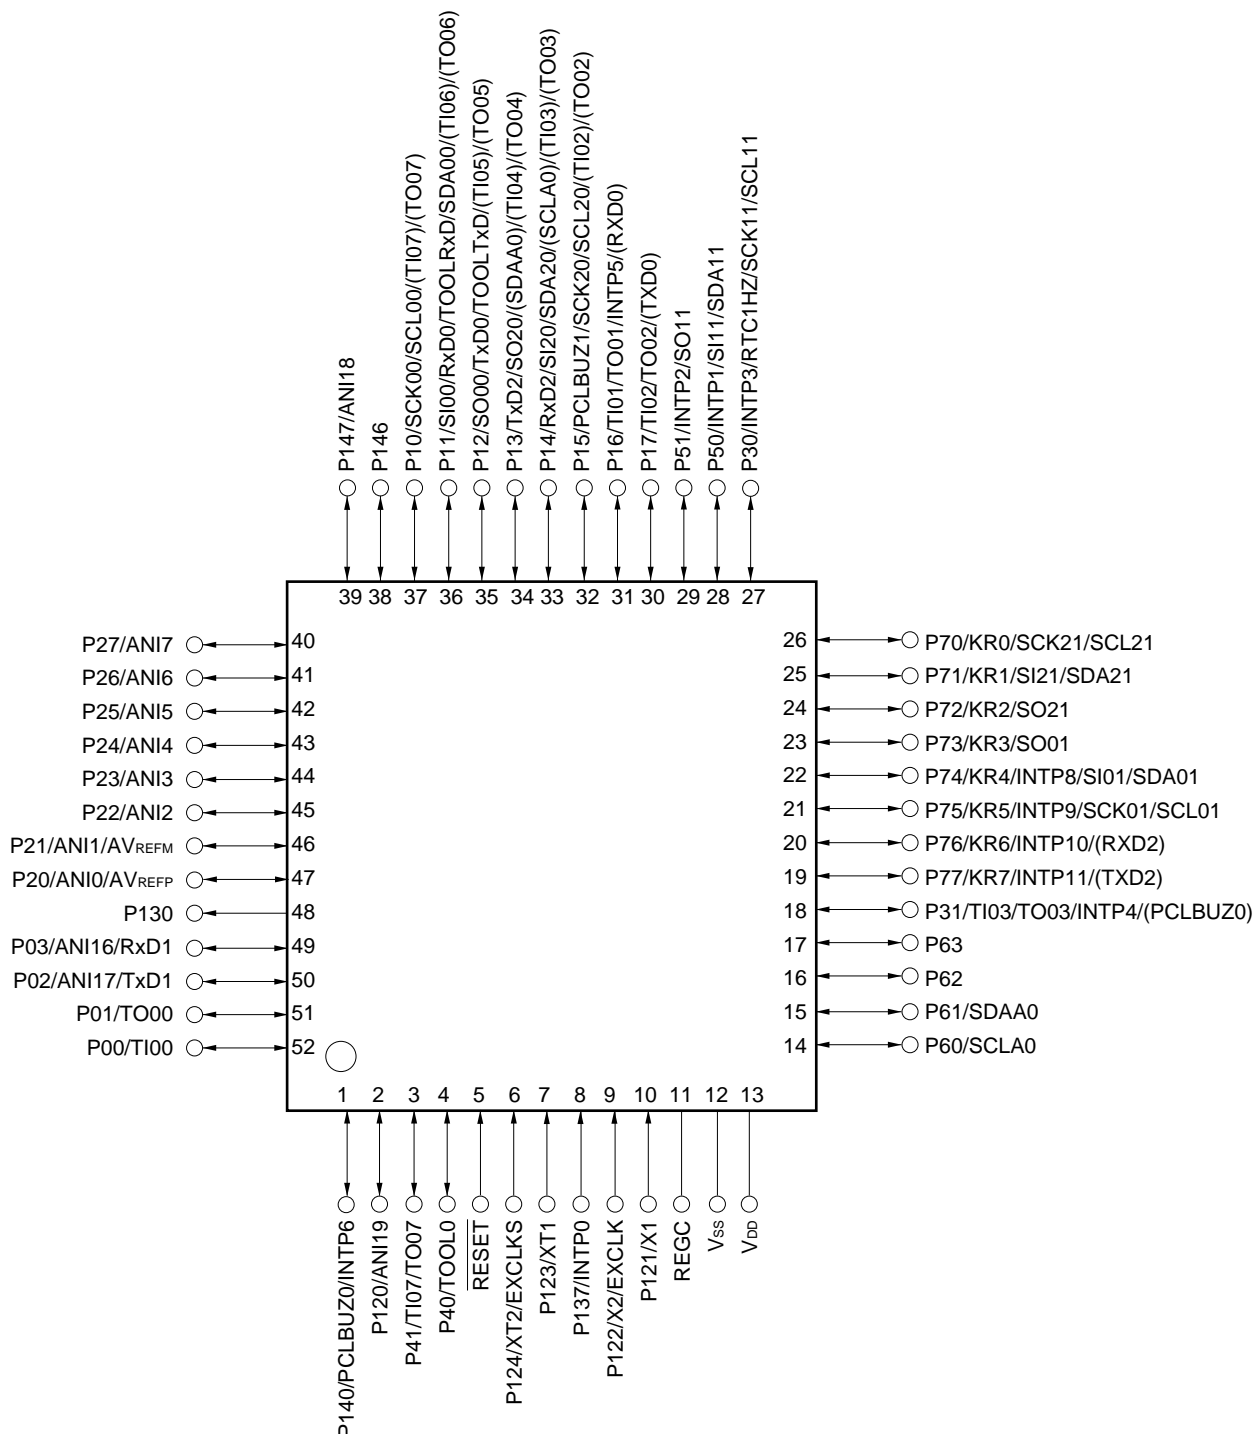 P147/ANI18
P146
P10/SCK00/SCL00/(TI07)/(TO07)
P11/SI00/RxD0/TOOLRxD/SDA00/(TI06)/(TO06)
P12/SO00/TxD0/TOOLTxD/(TI05)/(TO05)
P13/TxD2/SO20/(SDAA0)/(TI04)/(TO04)
P14/RxD2/SI20/SDA20/(SCLA0)/(TI03)/(TO03)
P15/PCLBUZ1/SCK20/SCL20/(TI02)/(TO02)
P16/TI01/TO01/INTP5/(RXD0)
P17/TI02/TO02/(TXD0)
P51/INTP2/SO11
P50/INTP1/SI11/SDA11
P30/INTP3/RTC1HZ/SCK11/SCL11
39 38 37 36 35 34 33 32 31 30 29 28 27
P27/ANI7 40
P26/ANI6 41
P25/ANI5 42
P24/ANI4 43
P23/ANI3 44
P22/ANI2 45
P21/ANI1/AVREFM 46
P20/ANI0/AVREFP 47
P130 48
P03/ANI16/RxD1 49
P02/ANI17/TxD1 50
P01/TO00 51
P00/TI00 52
26 P70/KR0/SCK21/SCL21
25 P71/KR1/SI21/SDA21
24 P72/KR2/SO21
23 P73/KR3/SO01
22 P74/KR4/INTP8/SI01/SDA01
21 P75/KR5/INTP9/SCK01/SCL01
20 P76/KR6/INTP10/(RXD2)
19 P77/KR7/INTP11/(TXD2)
18 P31/TI03/TO03/INTP4/(PCLBUZ0)
17 P63
16 P62
15 P61/SDAA0
14 P60/SCLA0
1 2 3 4 5 6 7 8 9 10 11 12 13
P140/PCLBUZ0/INTP6
P120/ANI19
P41/TI07/TO07
P40/TOOL0
RESET
P124/XT2/EXCLKS
P123/XT1
P137/INTP0
P122/X2/EXCLK
P121/X1
REGC
VSS
VDD